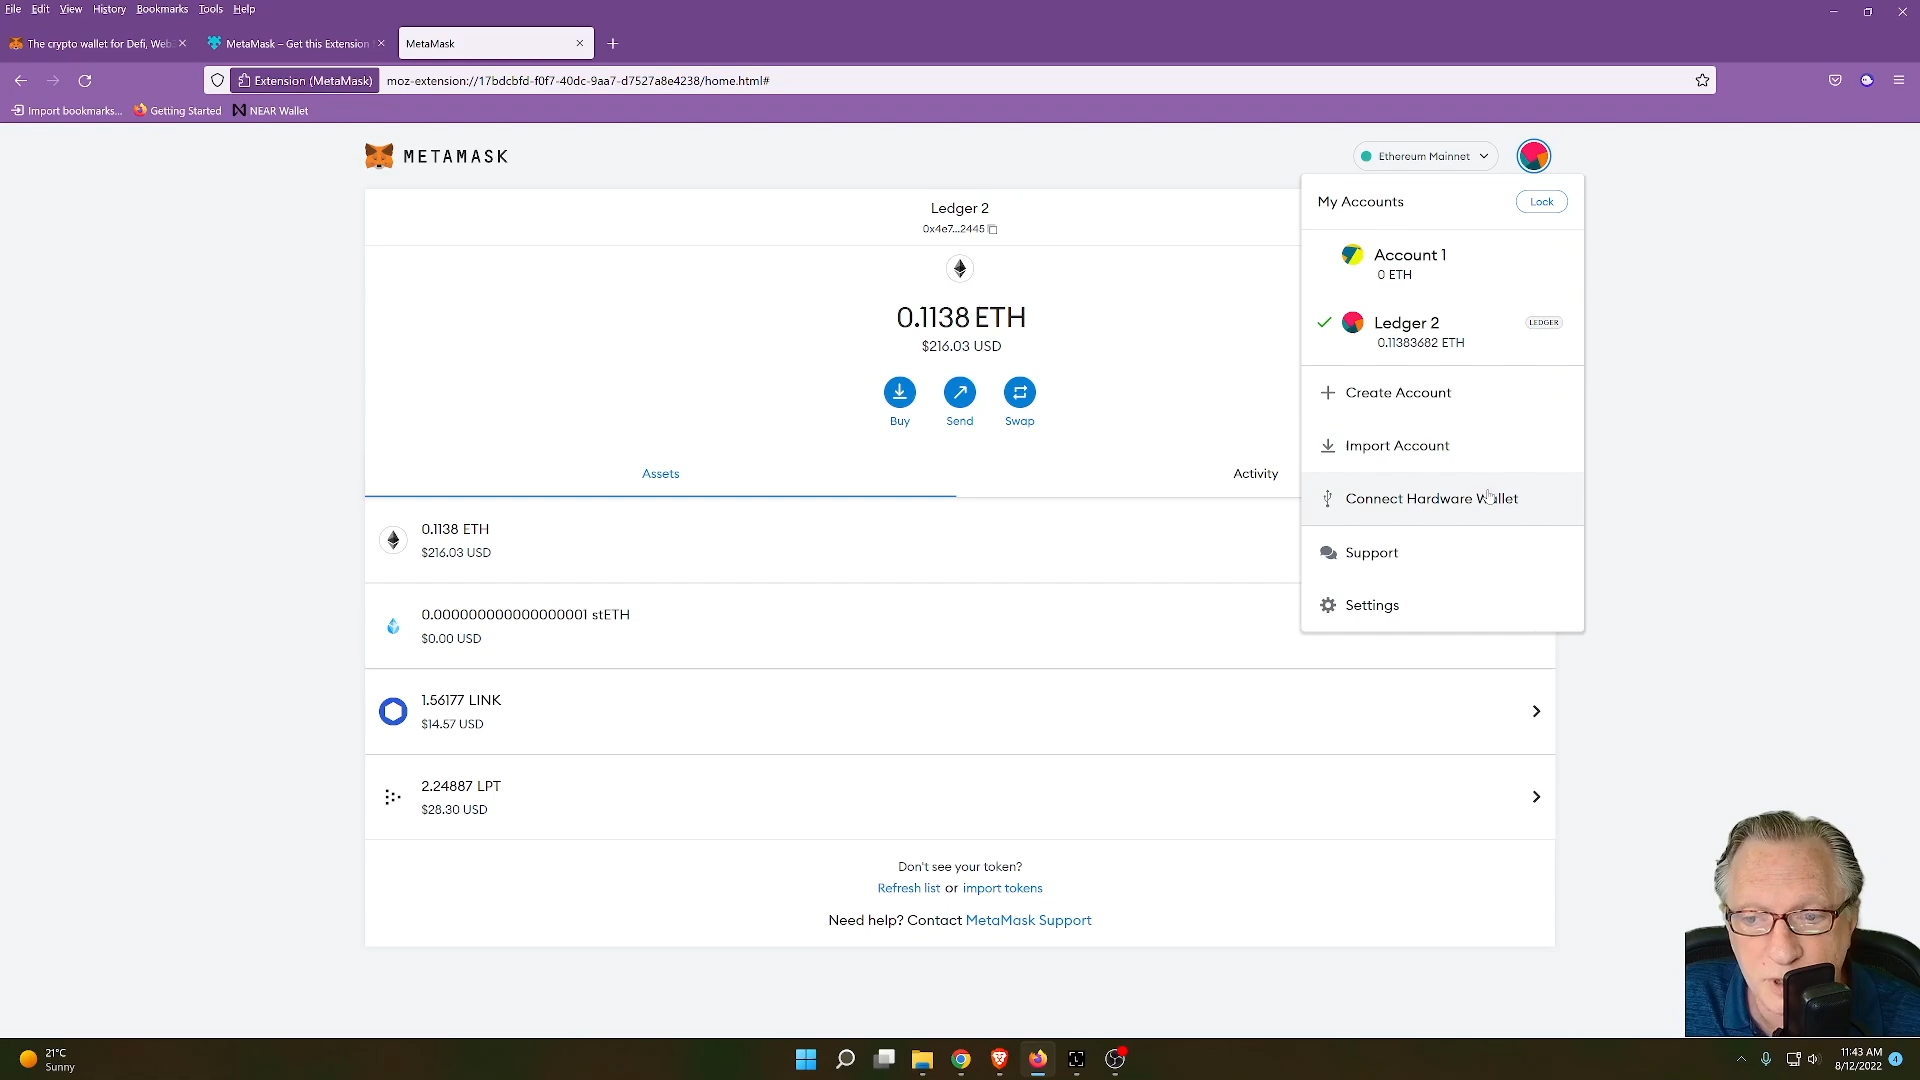 File Edit View History Bookmarks Tools Help
The crypto wallet for Defi, Web3
MetaMask – Get this Extension
MetaMask
Extension (MetaMask)
moz-extension://17bdcbfd-f0f7-40dc-9aa7-d7527a8e4238/home.html#
Import bookmarks...
Getting Started
NEAR Wallet
METAMASK
Ethereum Mainnet
Ledger 2
0x4e7...2445
0.1138 ETH
$216.03 USD
Buy
Send
Swap
Assets
Activity
0.1138 ETH
$216.03 USD
0.000000000000000001 stETH
$0.00 USD
1.56177 LINK
$14.57 USD
2.24887 LPT
$28.30 USD
Don't see your token?
Refresh list or import tokens
Need help? Contact MetaMask Support
My Accounts
Lock
Account 1
0 ETH
Ledger 2
LEDGER
0.11383682 ETH
Create Account
Import Account
Connect Hardware Wallet
Support
Settings
21°C
Sunny
11:43 AM
8/12/2022
4